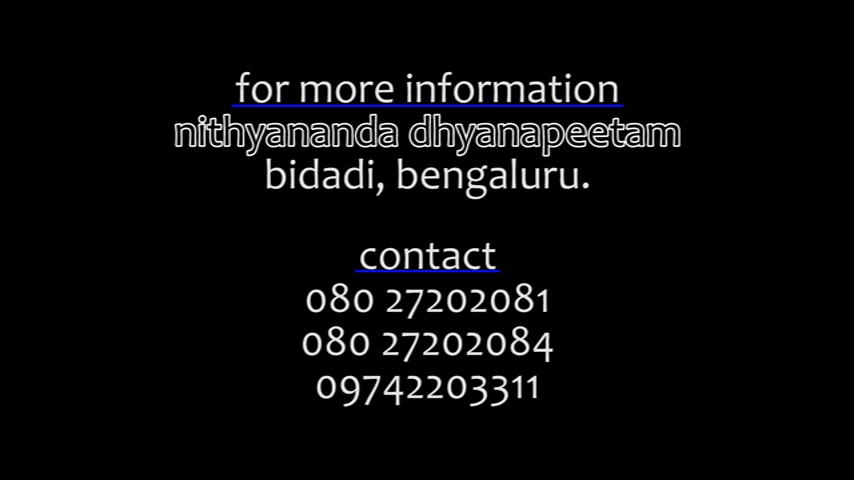 for more information
nithyananda dhyanapeetam
bidadi, bengaluru.
contact
080 27202081
080 27202084
09742203311